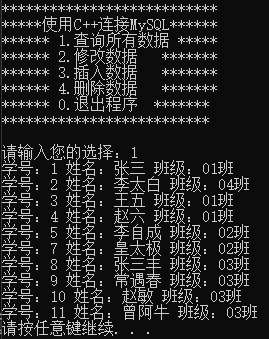 ***************************
*****使用C++连接MySQL******
****** 1.查询所有数据 *****
****** 2.修改数据   *******
****** 3.插入数据   *******
****** 4.删除数据   *******
****** 0.退出程序  *******
**************************

请输入您的选择：1
学号：1 姓名：张三 班级：01班
学号：2 姓名：李太白 班级：04班
学号：3 姓名：王五 班级：01班
学号：4 姓名：赵六 班级：01班
学号：5 姓名：李自成 班级：02班
学号：7 姓名：皇太极 班级：02班
学号：8 姓名：张三丰 班级：03班
学号：9 姓名：常遇春 班级：03班
学号：10 姓名：赵敏 班级：03班
学号：11 姓名：曾阿牛 班级：03班
请按任意键继续. . .